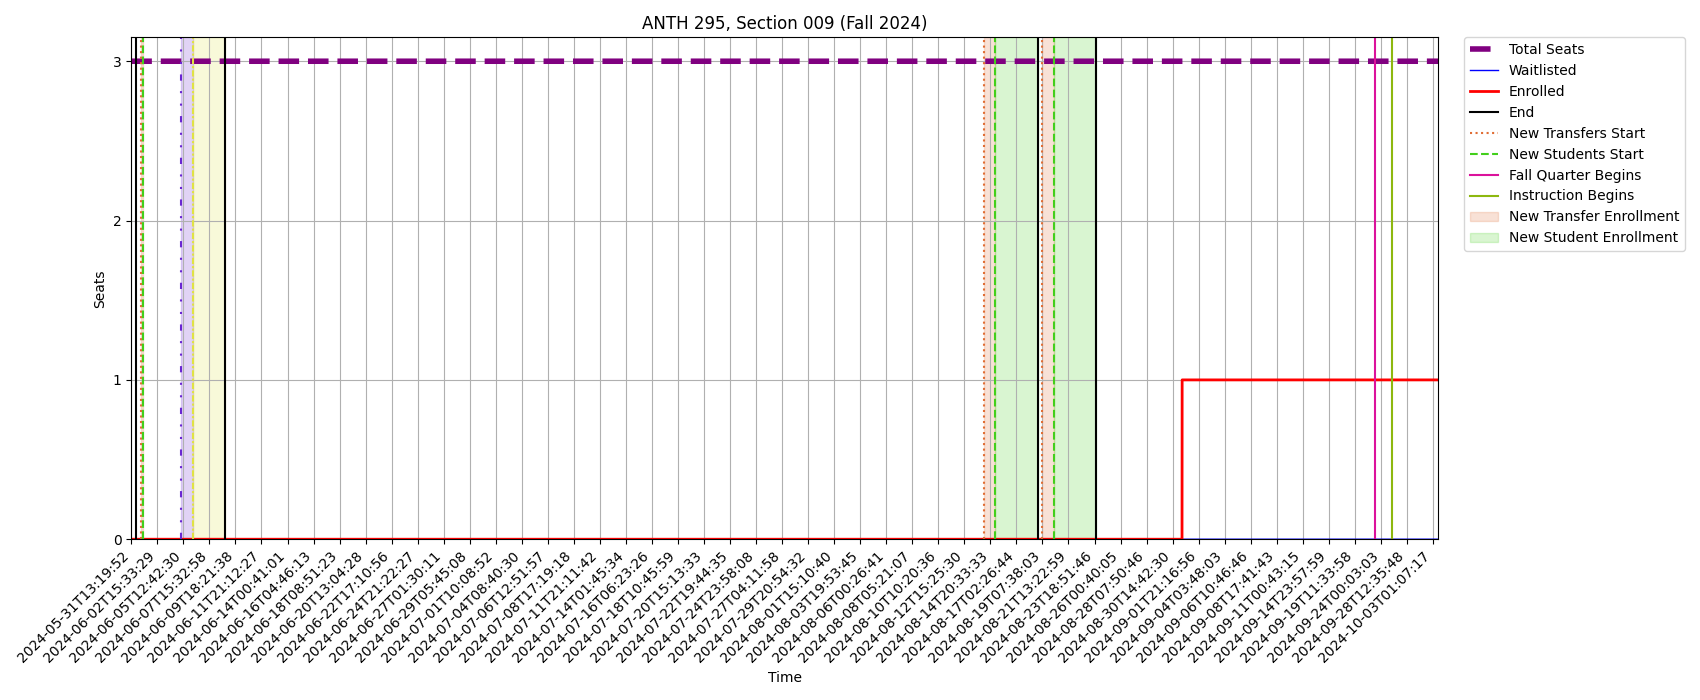 ANTH 295, Section 009 (Fall 2024)
3
2
1
0
Seats
2024-05-31T13:19:52
2024-06-02T15:33:29
2024-06-05T12:42:30
2024-06-07T15:32:58
2024-06-09T18:21:38
2024-06-11T21:12:27
2024-06-14T00:41:01
2024-06-16T04:46:13
2024-06-18T08:51:23
2024-06-20T13:04:28
2024-06-22T17:10:56
2024-06-24T21:22:27
2024-06-27T01:30:11
2024-06-29T05:45:08
2024-07-01T10:08:52
2024-07-04T08:40:30
2024-07-06T12:51:57
2024-07-08T17:19:18
2024-07-11T21:11:42
2024-07-14T01:45:34
2024-07-16T06:23:26
2024-07-18T10:45:59
2024-07-20T15:13:33
2024-07-22T19:44:35
2024-07-24T23:58:08
2024-07-27T04:11:58
2024-07-29T20:54:32
2024-08-01T15:10:40
2024-08-03T19:53:45
2024-08-06T00:26:41
2024-08-08T05:21:07
2024-08-10T10:20:36
2024-08-12T15:25:30
2024-08-14T20:33:33
2024-08-17T02:26:44
2024-08-19T07:38:03
2024-08-21T13:22:59
2024-08-23T18:51:46
2024-08-26T00:40:05
2024-08-28T07:50:46
2024-08-30T14:42:30
2024-09-01T21:16:56
2024-09-04T03:48:03
2024-09-06T10:46:46
2024-09-08T17:41:43
2024-09-11T00:43:15
2024-09-14T23:57:59
2024-09-19T11:33:58
2024-09-24T00:03:03
2024-09-28T12:35:48
2024-10-03T01:07:17
Time
Total Seats
Waitlisted
Enrolled
End
New Transfers Start
New Students Start
Fall Quarter Begins
Instruction Begins
New Transfer Enrollment
New Student Enrollment